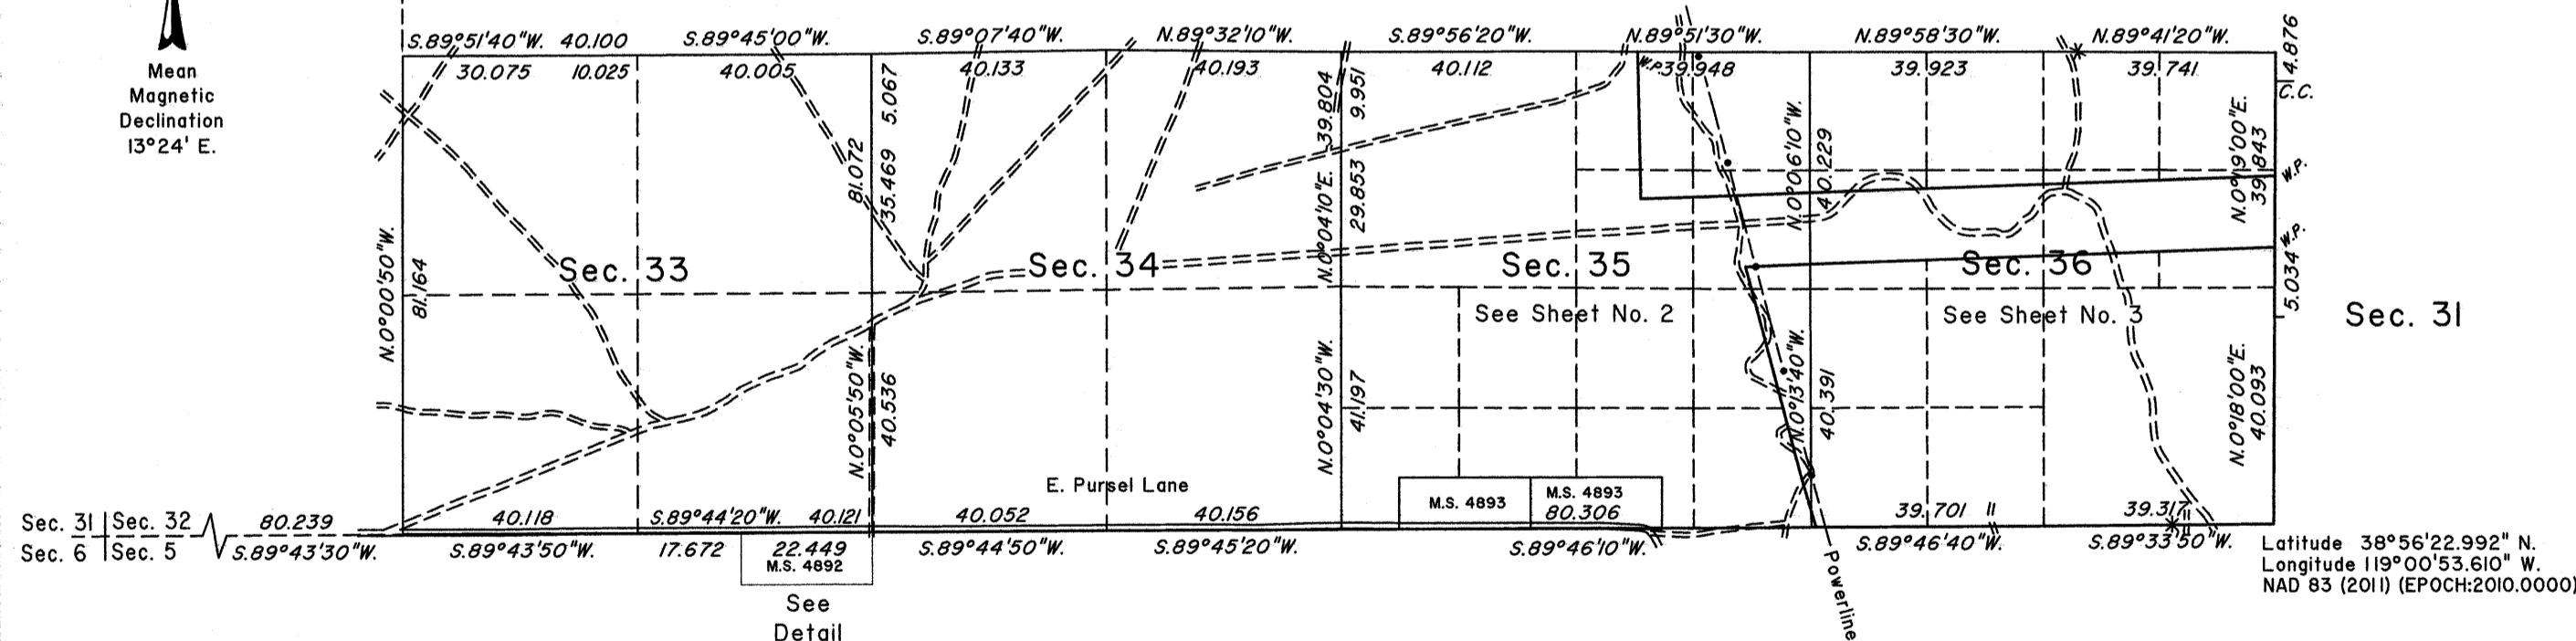 Mean
Magnetic
Declination
13°24' E.
S.89°51'40"W. 40.100
S.89°45'00"W.
S.89°07'40"W.
N.89°32'10"W.
S.89°56'20"W.
N.89°51'30"W.
N.89°58'30"W.
N.89°41'20"W.
30.075
10.025
40.005
40.133
40.193
40.112
W.P.
39.948
39.923
39.741
4.876
C.C.
5.067
81.072
35.469
N.0°04'10"E. 39.804
9.951
29.853
N.0°06'10"W.
40.229
N.0°19'00"E.
39.843
W.P.
W.P.
N.0°00'50"W.
81.164
Sec. 33
Sec. 34
Sec. 35
Sec. 36
5.034
Sec. 31
See Sheet No. 2
See Sheet No. 3
N.0°05'50"W.
40.536
N.0°04'30"W.
41.197
N.0°13'40"W.
40.391
N.0°18'00"E.
40.093
E. Pursel Lane
M.S. 4893
M.S. 4893
80.306
Sec. 31 Sec. 32
Sec. 6 Sec. 5
80.239
S.89°43'30"W.
40.118
S.89°44'20"W.
40.121
40.052
40.156
39.701
39.317
S.89°43'50"W.
17.672
22.449
M.S. 4892
S.89°44'50"W.
S.89°45'20"W.
S.89°46'10"W.
S.89°46'40"W.
S.89°33'50"W.
Powerline
Latitude 38°56'22.992" N.
Longitude 119°00'53.610" W.
NAD 83 (2011) (EPOCH:2010.0000)
See
Detail